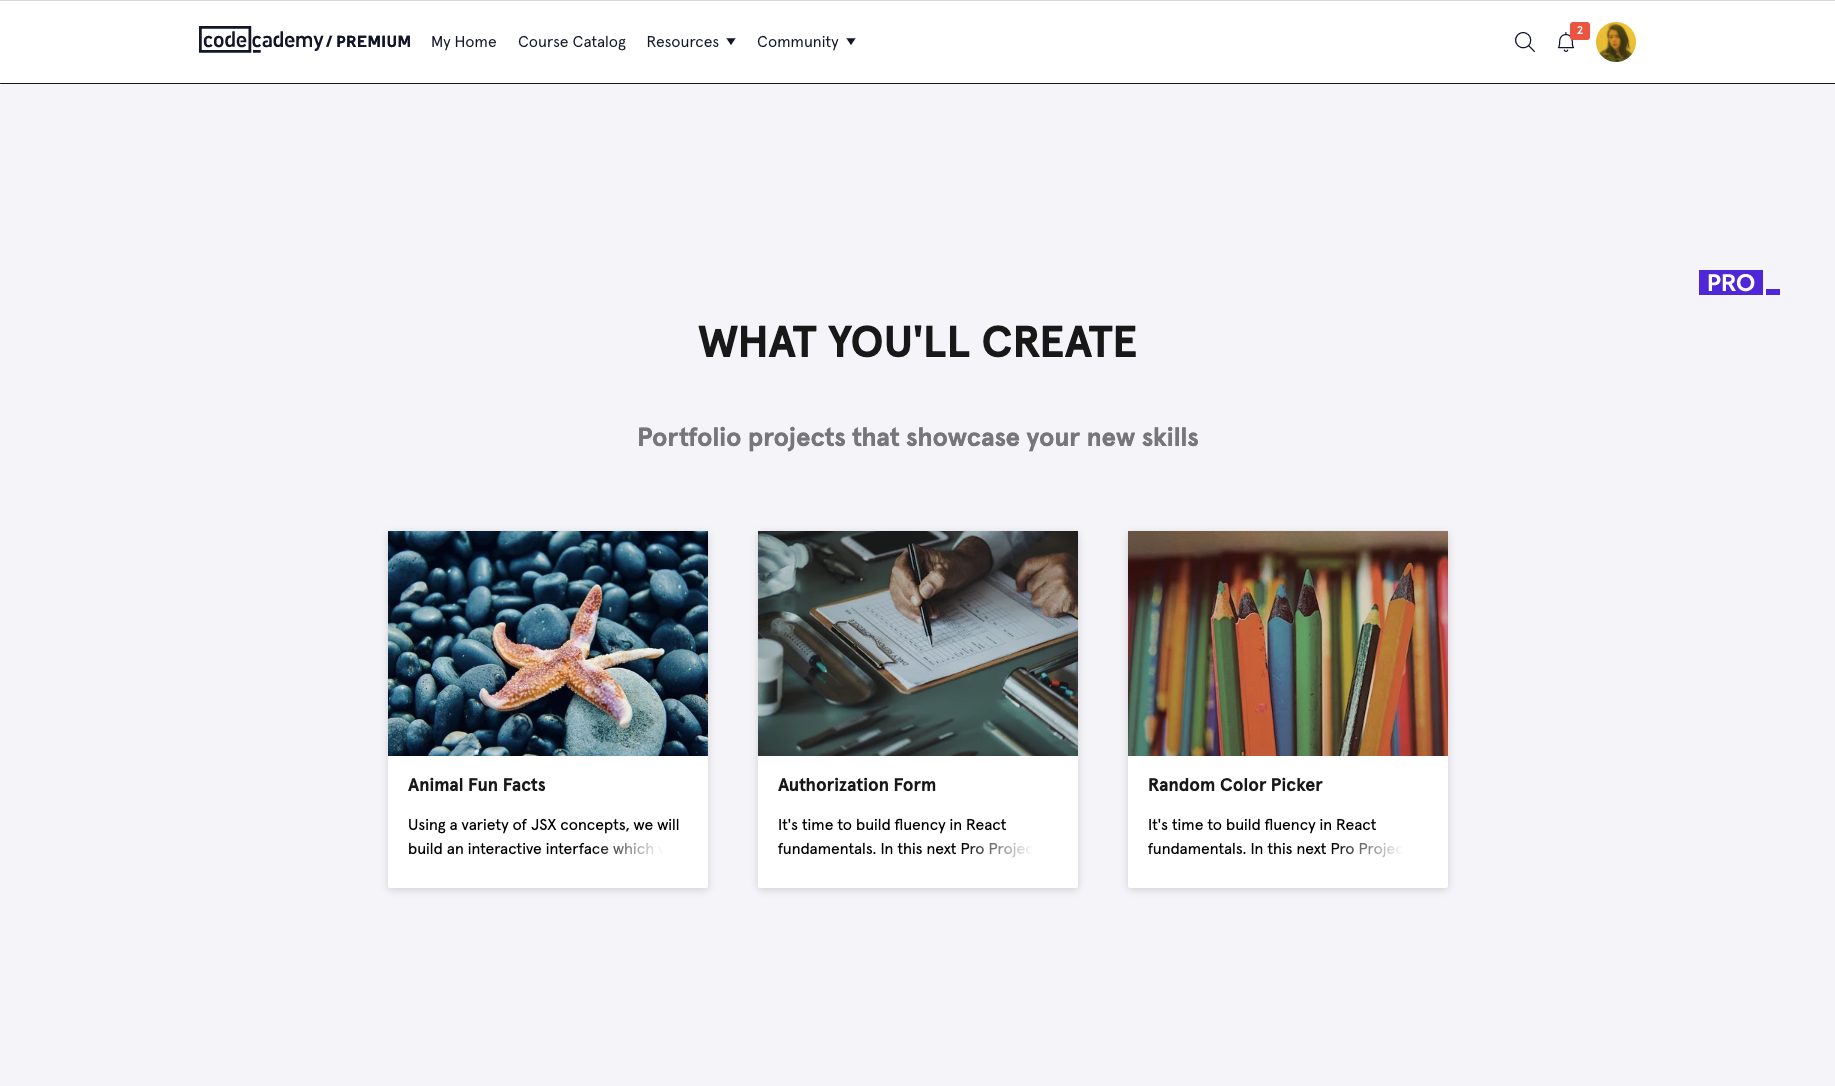 codecademy / PREMIUM My Home Course Catalog Resources Community 2
PRO
WHAT YOU'LL CREATE
Portfolio projects that showcase your new skills
Animal Fun Facts
Using a variety of JSX concepts, we will
build an interactive interface which
Authorization Form
It's time to build fluency in React
fundamentals. In this next Pro Projec
Random Color Picker
It's time to build fluency in React
fundamentals. In this next Pro Projec